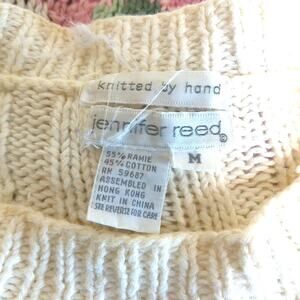 knitted by hand
jennifer reed©
M
55% RAMIE
45% COTTON
RN 59687
ASSEMBLED IN
HONG KONG
KNIT IN CHINA
SEE REVERSE FOR CARE